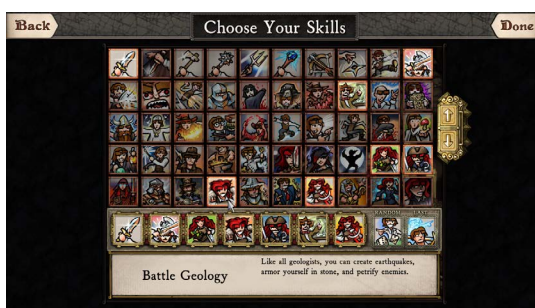 Back
Choose Your Skills
Done
RANDOM
LAST
Battle Geology
Like all geologists, you can create earthquakes,
armor yourself in stone, and petrify enemies.